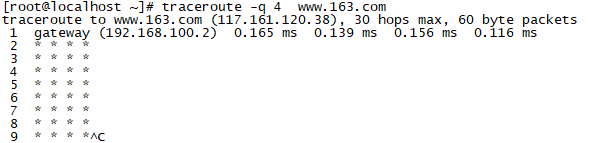 [root@localhost ~]# traceroute -q 4  www.163.com
traceroute to www.163.com (117.161.120.38), 30 hops max, 60 byte packets
 1  gateway (192.168.100.2)  0.165 ms  0.139 ms  0.156 ms  0.116 ms
 2  * * * *
 3  * * * *
 4  * * * *
 5  * * * *
 6  * * * *
 7  * * * *
 8  * * * *
 9  * * * *^C